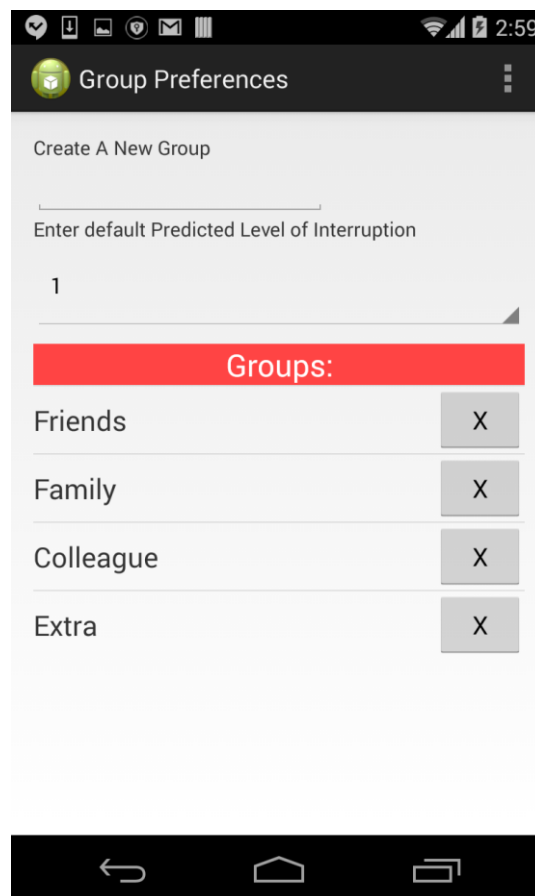 2:59
Group Preferences
Create A New Group
Enter default Predicted Level of Interruption
1
Groups:
Friends X
Family X
Colleague X
Extra X